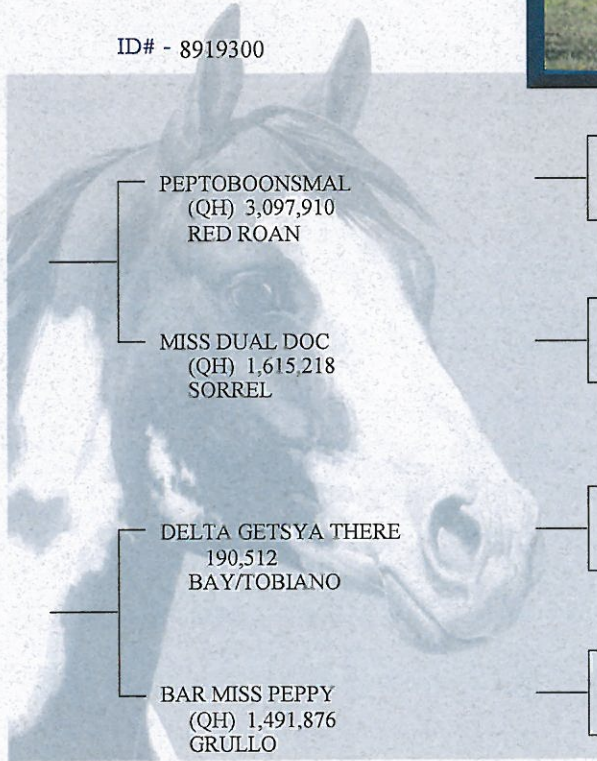 ID# - 8919300
PEPTOBOONSMAL
(QH) 3,097,910
RED ROAN
MISS DUAL DOC
(QH) 1,615,218
SORREL
DELTA GETSYA THERE
190,512
BAY/TOBIANO
BAR MISS PEPPY
(QH) 1,491,876
GRULLO